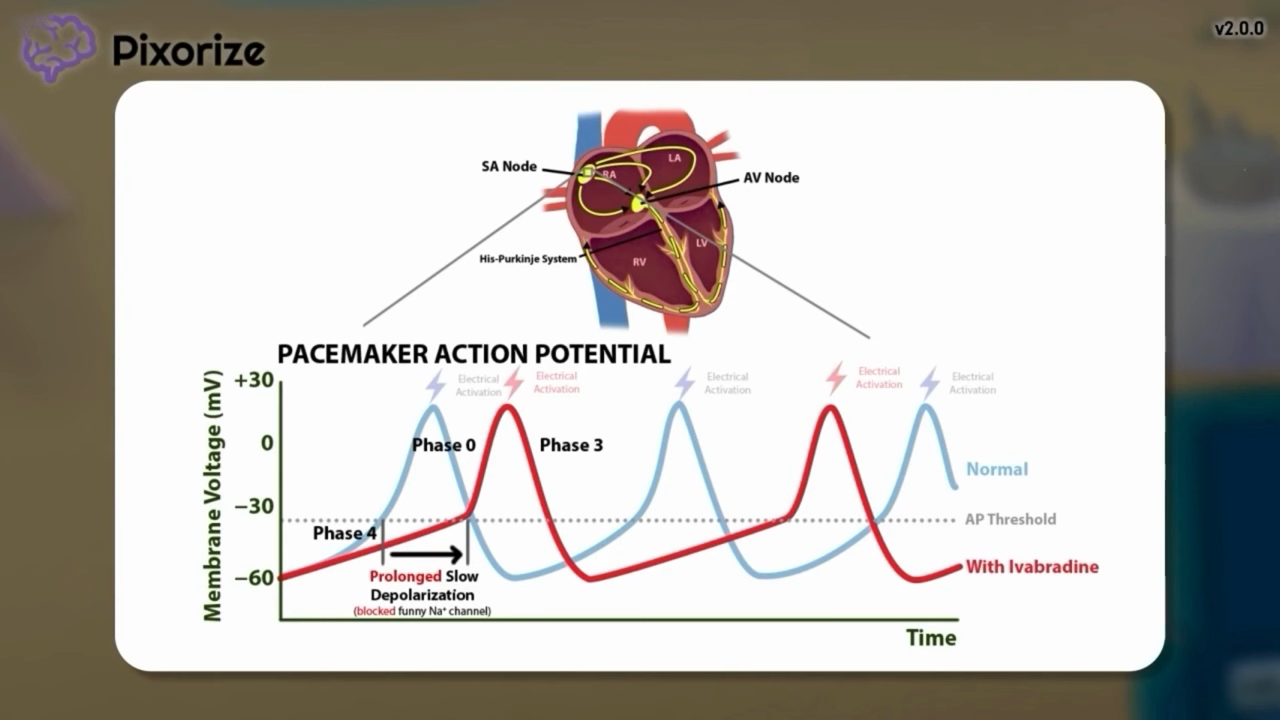 Pixorize
v2.0.0
SA Node
LA
RA
AV Node
LV
His-Purkinje System
RV
PACEMAKER ACTION POTENTIAL
Membrane Voltage (mV)
+30
0
−30
−60
Electrical
Activation
Electrical
Activation
Electrical
Activation
Electrical
Activation
Electrical
Activation
Phase 0
Phase 3
Normal
AP Threshold
Phase 4
With Ivabradine
Prolonged Slow
Depolarization
(blocked funny Na⁺ channel)
Time